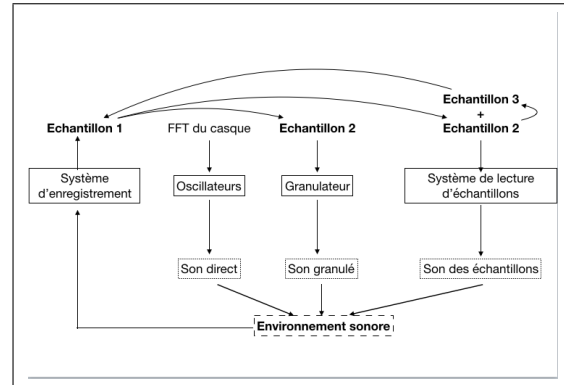 Echantillon 3
+
Echantillon 1 FFT du casque Echantillon 2 Echantillon 2
Système
d'enregistrement
Oscillateurs
Granulateur
Système de lecture
d'échantillons
Son direct
Son granulé
Son des échantillons
Environnement sonore